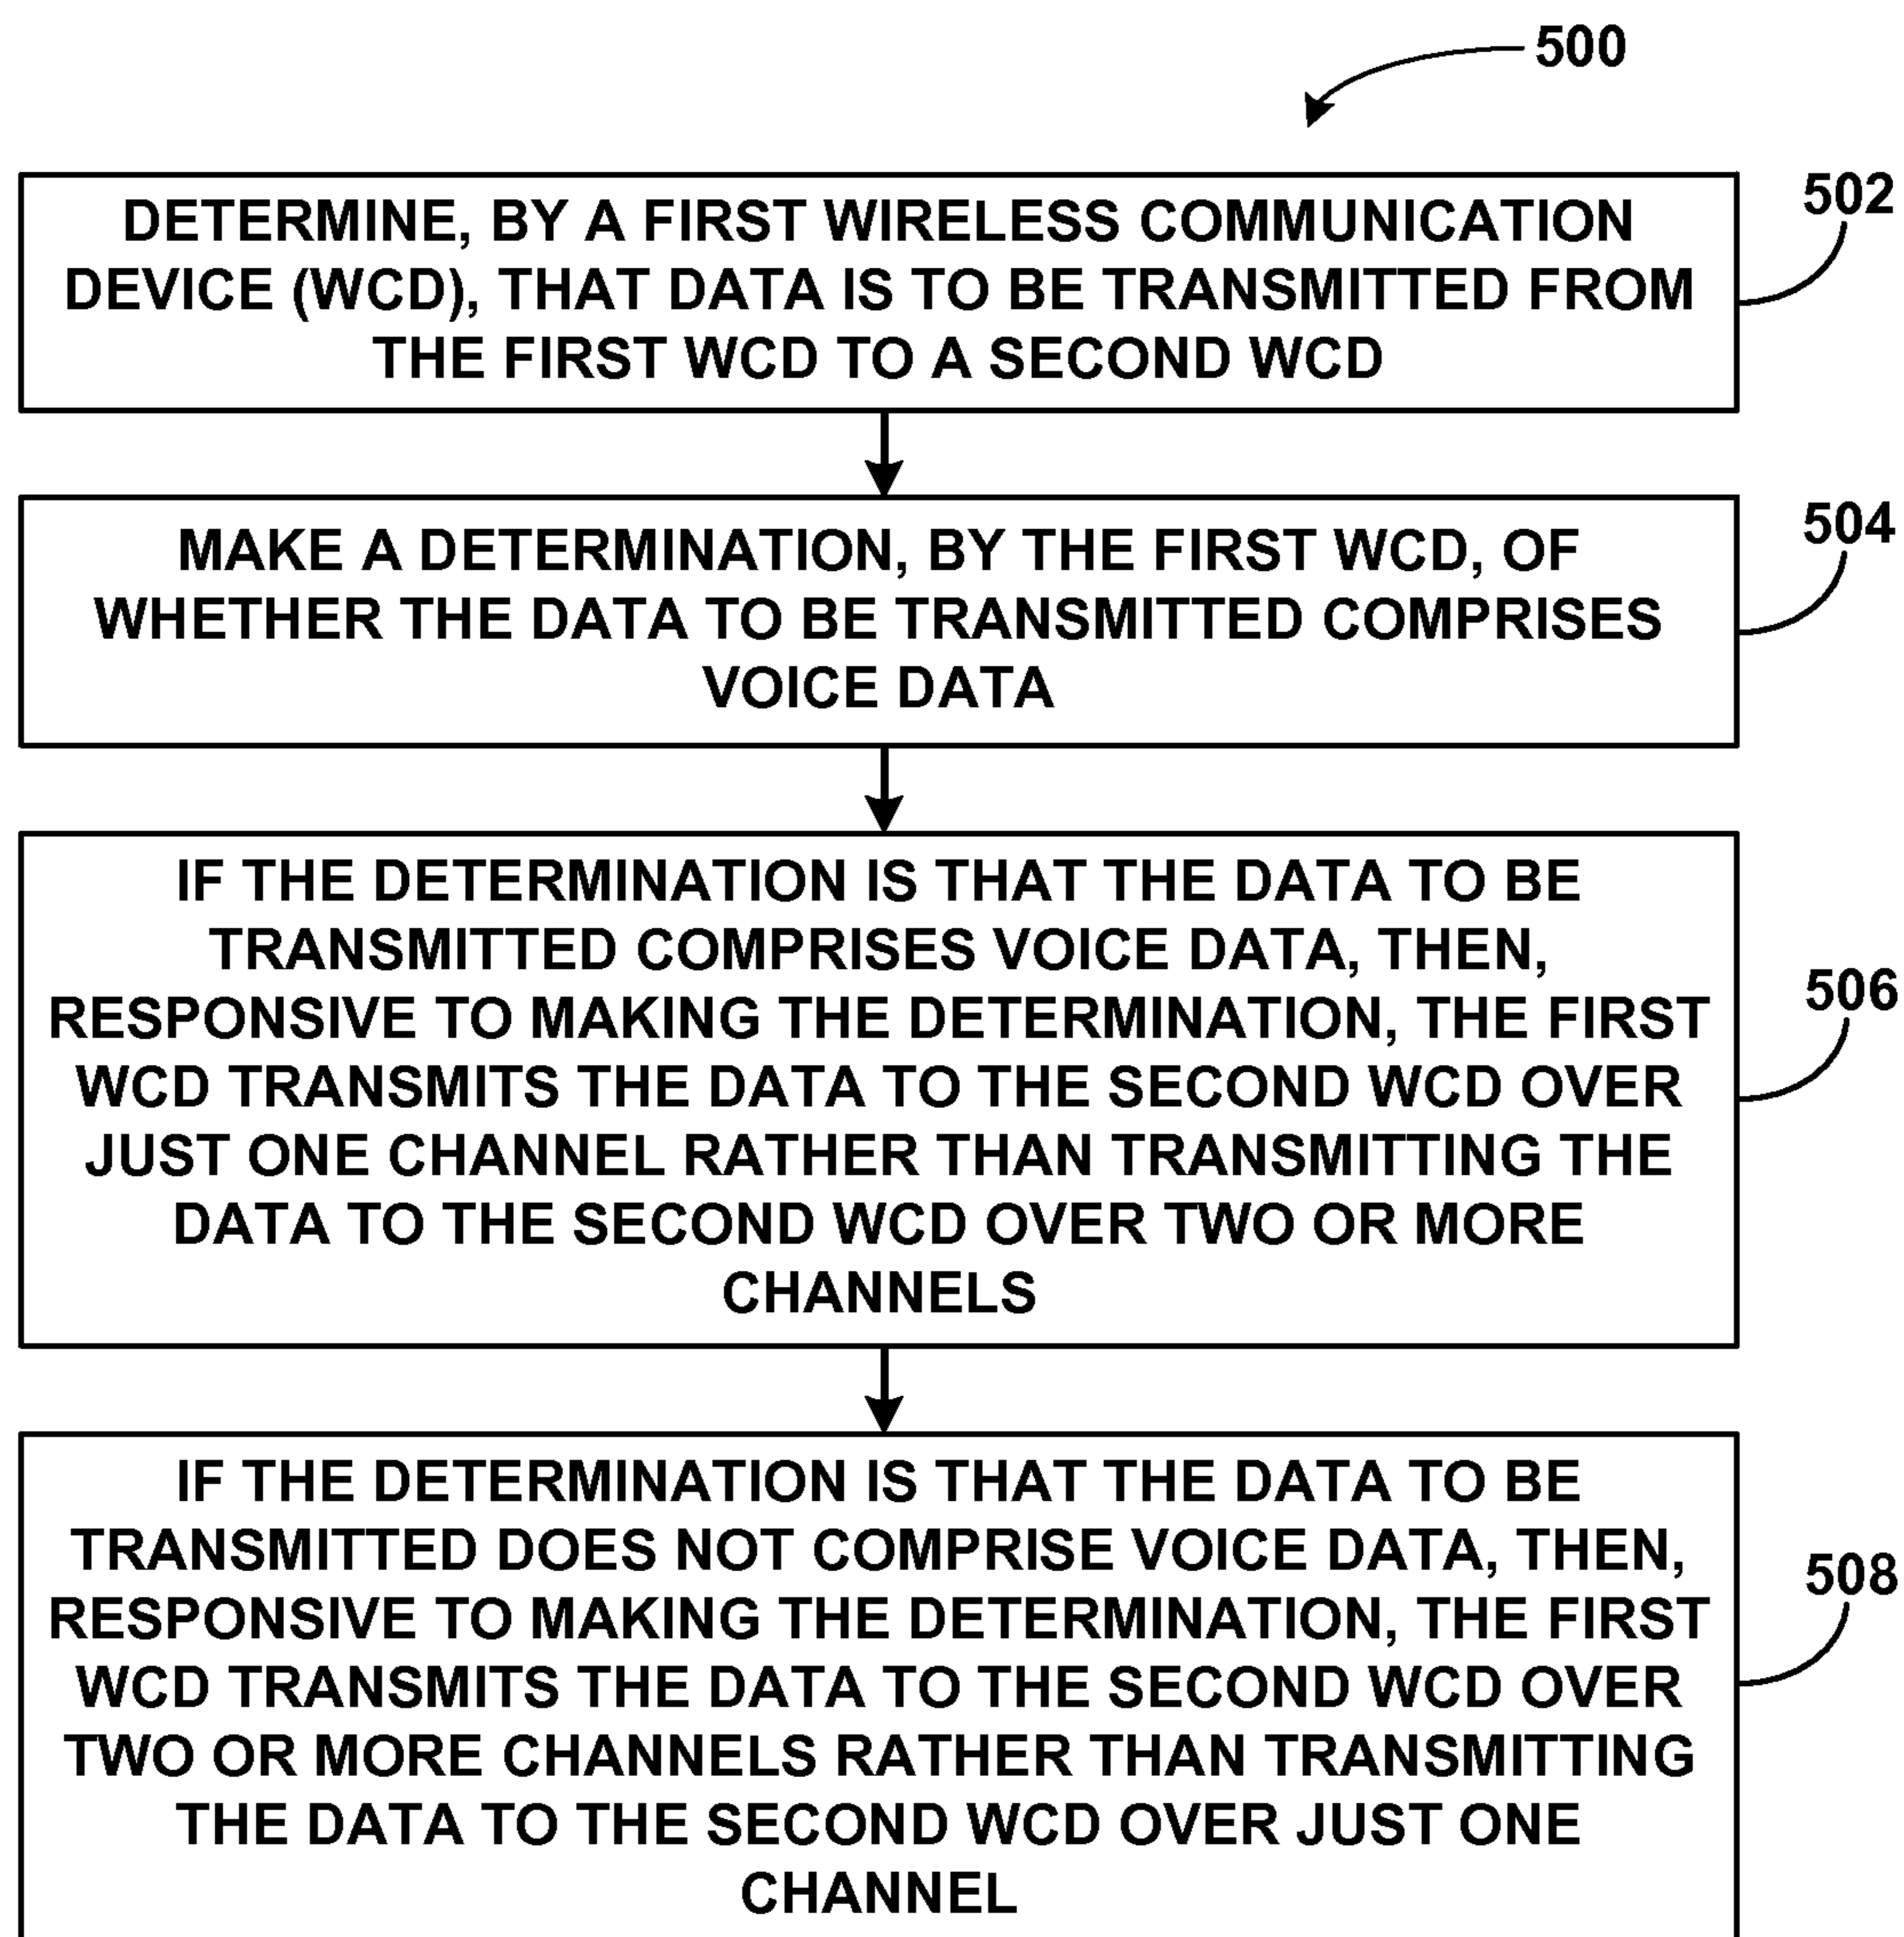 500
502
DETERMINE, BY A FIRST WIRELESS COMMUNICATION
DEVICE (WCD), THAT DATA IS TO BE TRANSMITTED FROM
THE FIRST WCD TO A SECOND WCD
504
MAKE A DETERMINATION, BY THE FIRST WCD, OF
WHETHER THE DATA TO BE TRANSMITTED COMPRISES
VOICE DATA
506
IF THE DETERMINATION IS THAT THE DATA TO BE
TRANSMITTED COMPRISES VOICE DATA, THEN,
RESPONSIVE TO MAKING THE DETERMINATION, THE FIRST
WCD TRANSMITS THE DATA TO THE SECOND WCD OVER
JUST ONE CHANNEL RATHER THAN TRANSMITTING THE
DATA TO THE SECOND WCD OVER TWO OR MORE
CHANNELS
508
IF THE DETERMINATION IS THAT THE DATA TO BE
TRANSMITTED DOES NOT COMPRISE VOICE DATA, THEN,
RESPONSIVE TO MAKING THE DETERMINATION, THE FIRST
WCD TRANSMITS THE DATA TO THE SECOND WCD OVER
TWO OR MORE CHANNELS RATHER THAN TRANSMITTING
THE DATA TO THE SECOND WCD OVER JUST ONE
CHANNEL